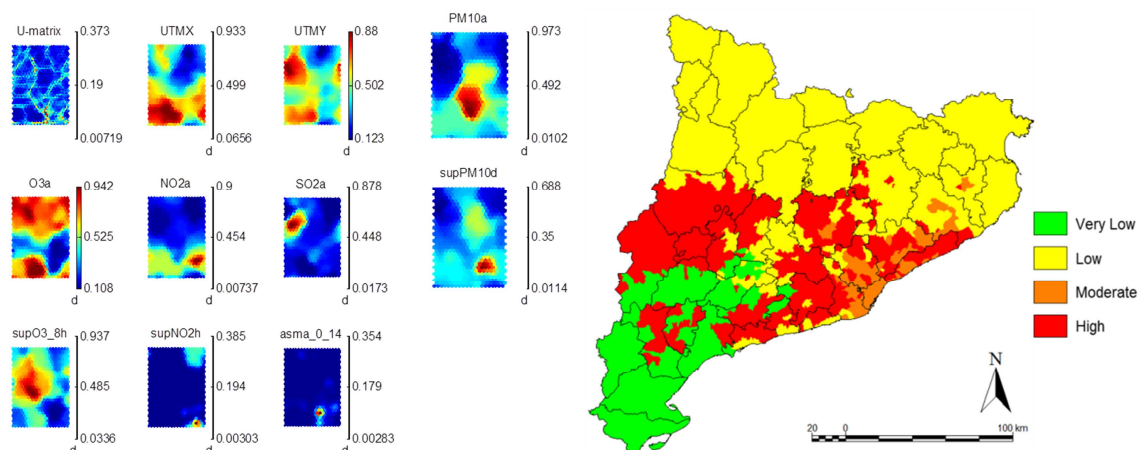 U-matrix
0.373
0.19
0.00719
UTMX
0.933
0.499
0.0656
d
UTMY
0.88
0.502
0.123
d
PM10a
0.973
0.492
0.0102
d
O3a
0.942
0.525
0.108
d
NO2a
0.9
0.454
0.00737
d
SO2a
0.878
0.448
0.0173
d
supPM10d
0.688
0.35
0.0114
d
supO3_8h
0.937
0.485
0.0336
d
supNO2h
0.385
0.194
0.00303
d
asma_0_14
0.354
0.179
0.00283
d
Very Low
Low
Moderate
High
N
20 0 100 km